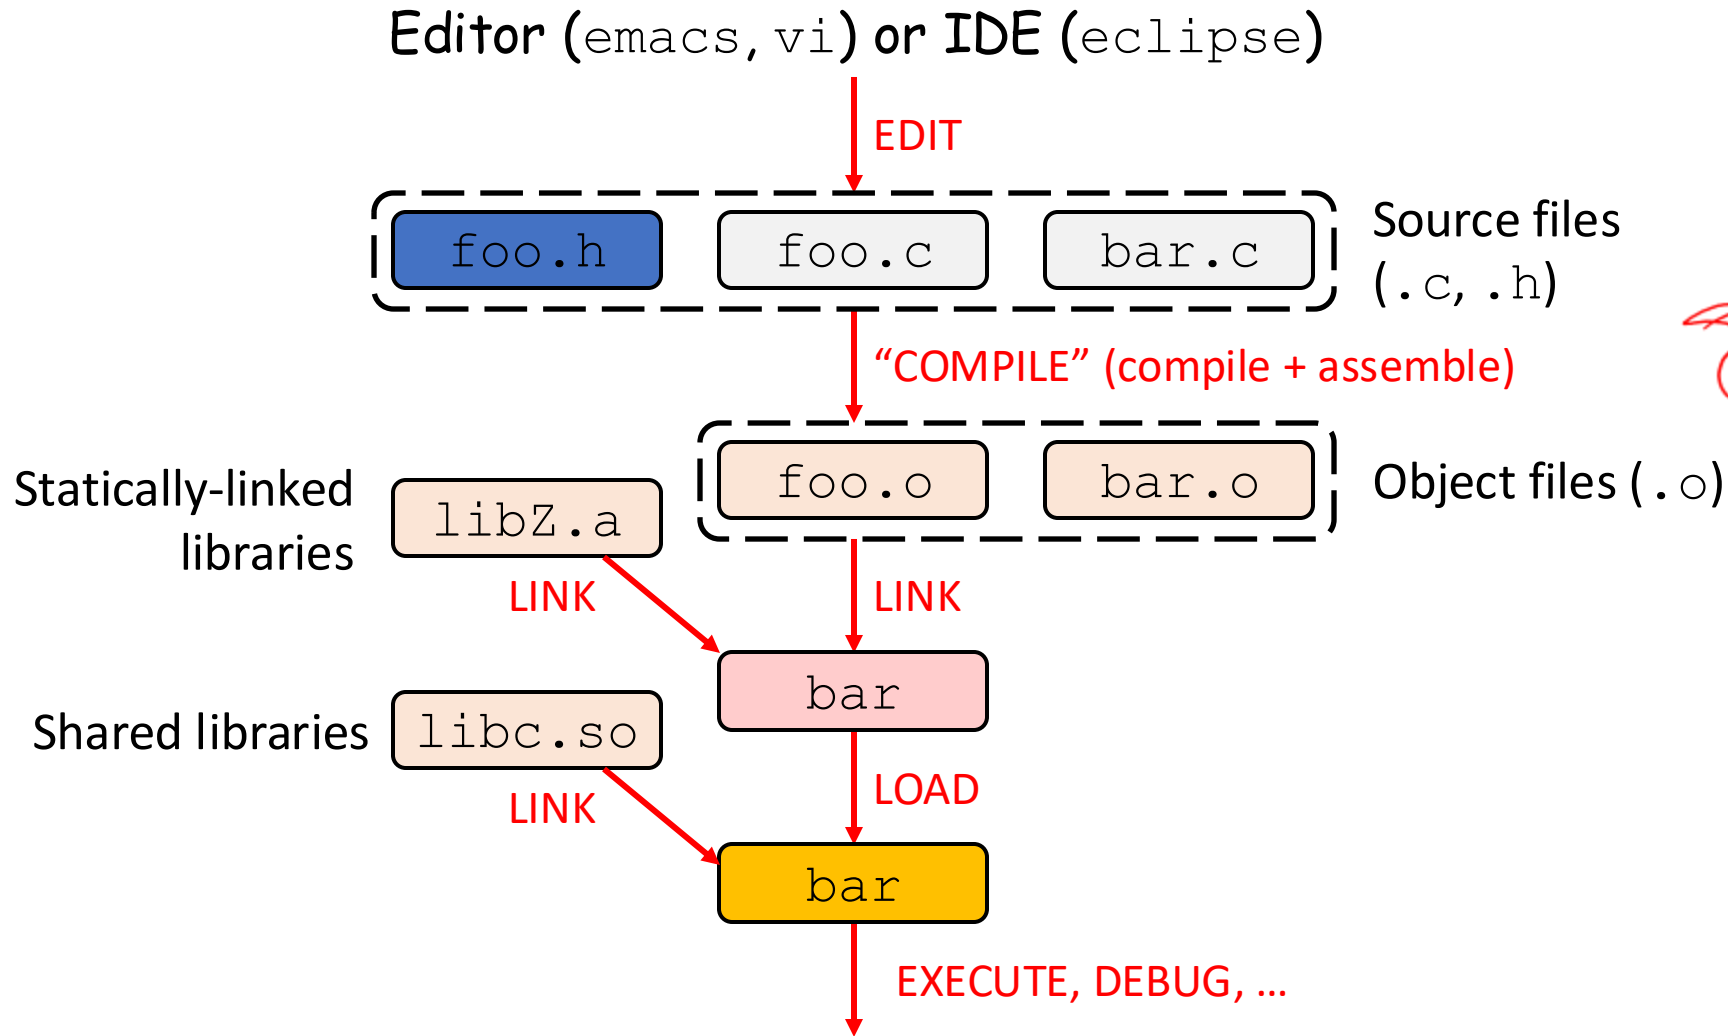 Editor (emacs, vi) or IDE (eclipse)
EDIT
foo.h
foo.c
bar.c
Source files
(.c, .h)
“COMPILE” (compile + assemble)
Statically-linked
libraries
libZ.a
foo.o
bar.o
Object files (.o)
LINK
LINK
bar
Shared libraries
libc.so
LINK
LOAD
bar
EXECUTE, DEBUG, …